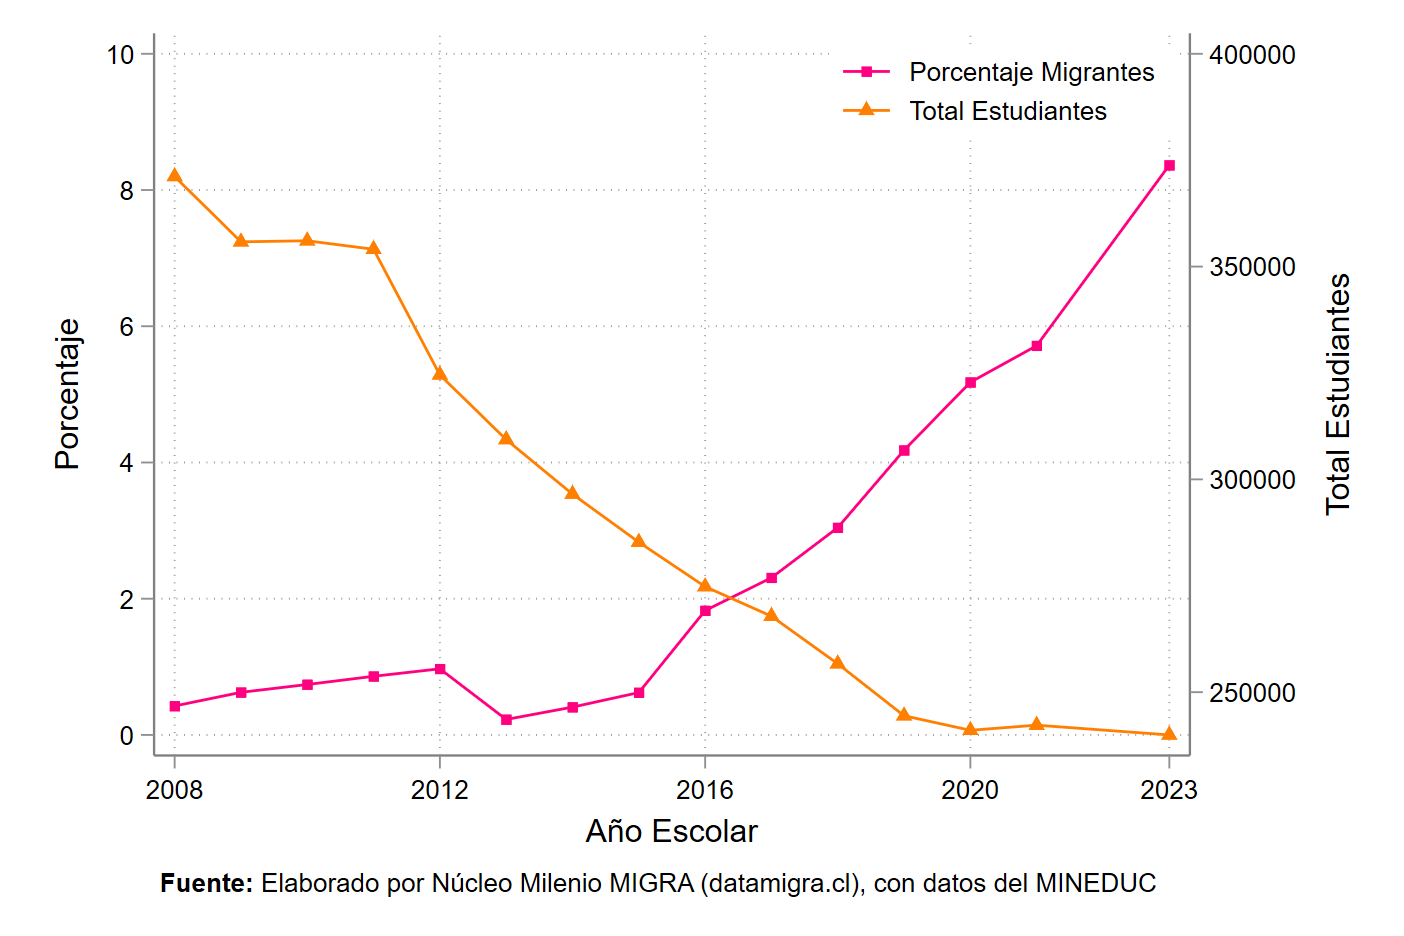 Porcentaje Migrantes
Total Estudiantes
10
8
6
4
2
0
Porcentaje
400000
350000
300000
250000
Total Estudiantes
2008 2012 2016 2020 2023
Año Escolar
Fuente: Elaborado por Núcleo Milenio MIGRA (datamigra.cl), con datos del MINEDUC